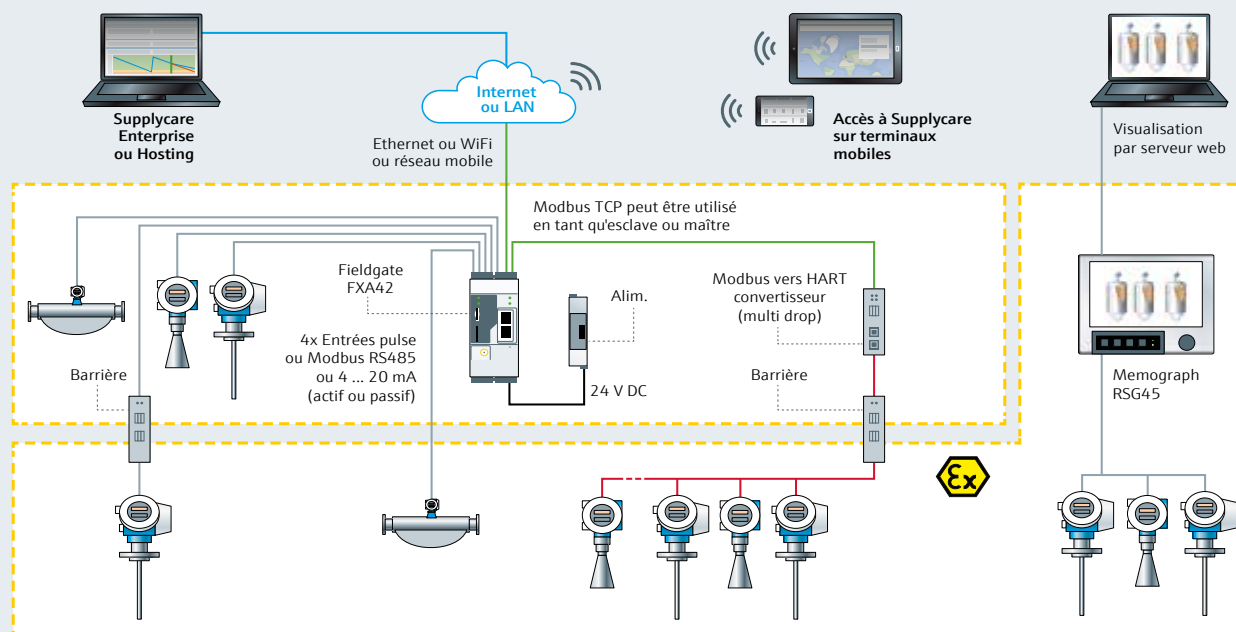 Supplycare
Enterprise
ou Hosting
Internet
ou LAN
Ethernet ou WiFi
ou réseau mobile
Accès à Supplycare
sur terminaux
mobiles
Visualisation
par serveur web
Modbus TCP peut être utilisé
en tant qu'esclave ou maître
Fieldgate
FXA42
Alim.
Modbus vers HART
convertisseur
(multi drop)
4x Entrées pulse
ou Modbus RS485
ou 4 ... 20 mA
(actif ou passif)
24 V DC
Barrière
Barrière
Memograph
RSG45
Ex